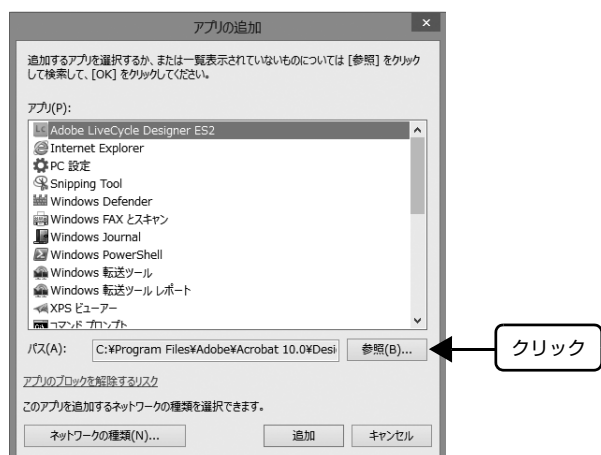 アプリの追加
追加するアプリを選択するか、または一覧表示されていないものについては [参照] をクリック
して検索して、[OK] をクリックしてください。
アプリ(P):
Adobe LiveCycle Designer ES2
Internet Explorer
PC 設定
Snipping Tool
Windows Defender
Windows FAX とスキャン
Windows Journal
Windows PowerShell
Windows 転送ツール
Windows 転送ツール レポート
XPS ビューアー
コマンド プロンプト
パス(A): C:¥Program Files¥Adobe¥Acrobat 10.0¥Desi 参照(B)... クリック
アプリのブロックを解除するリスク
このアプリを追加するネットワークの種類を選択できます。
ネットワークの種類(N)... 追加 キャンセル